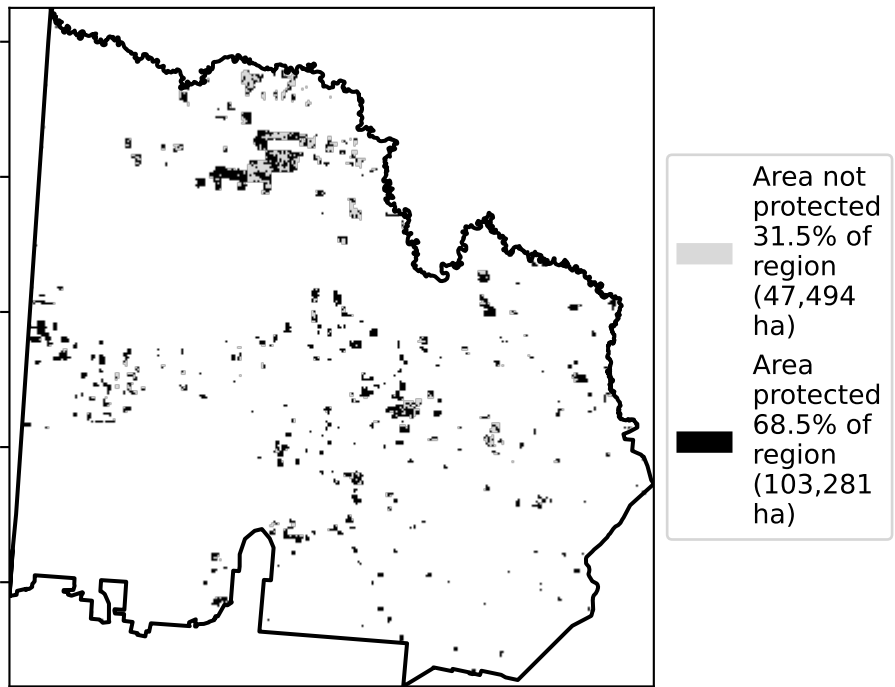 Area not
protected
31.5% of
region
(47,494
ha)
Area
protected
68.5% of
region
(103,281
ha)